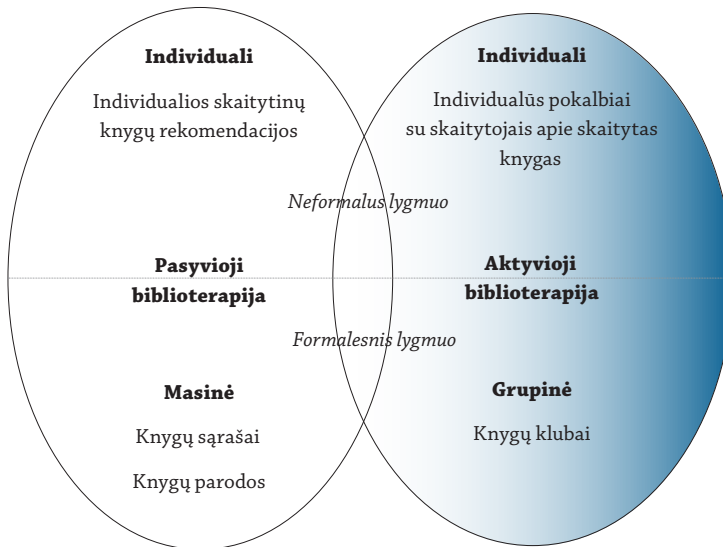 Individuali
Individualios skaitytinų
knygų rekomendacijos
Individuali
Individualūs pokalbiai
su skaitytojais apie skaitytas
knygas
Neformalus lygmuo
Pasyvioji
biblioterapija
Aktyvioji
biblioterapija
Formalesnis lygmuo
Masinė
Knygų sąrašai
Knygų parodos
Grupinė
Knygų klubai